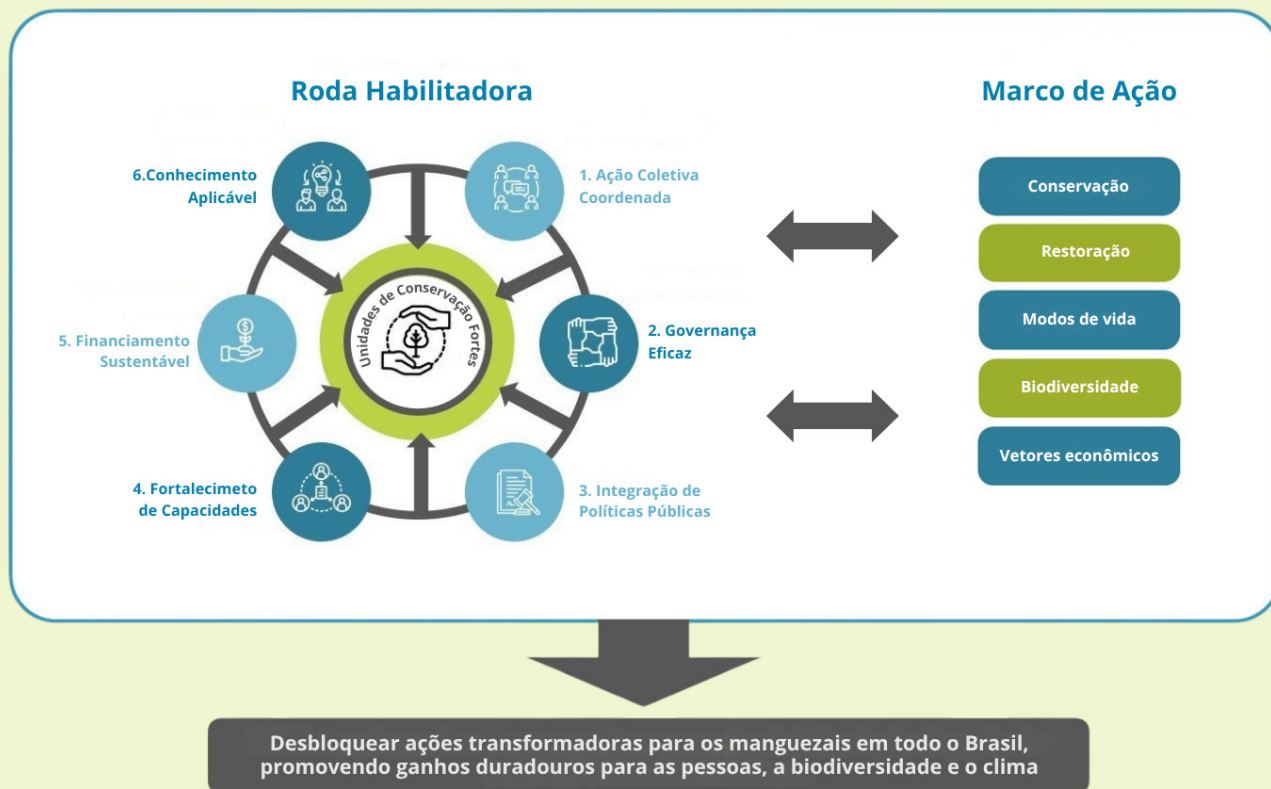 Roda Habilitadora
Marco de Ação
6.Conhecimento
Aplicável
1. Ação Coletiva
Coordenada
5. Financiamento
Sustentável
Unidades de Conservação Fortes
2. Governança
Eficaz
4. Fortalecimeto
de Capacidades
3. Integração de
Políticas Públicas
Conservação
Restoração
Modos de vida
Biodiversidade
Vetores econômicos
Desbloquear ações transformadoras para os manguezais em todo o Brasil,
promovendo ganhos duradouros para as pessoas, a biodiversidade e o clima